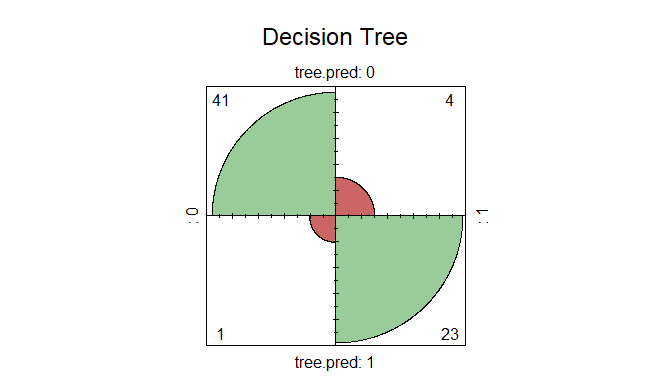 Decision Tree
tree.pred: 0
41
4
: 0
: 1
1
23
tree.pred: 1